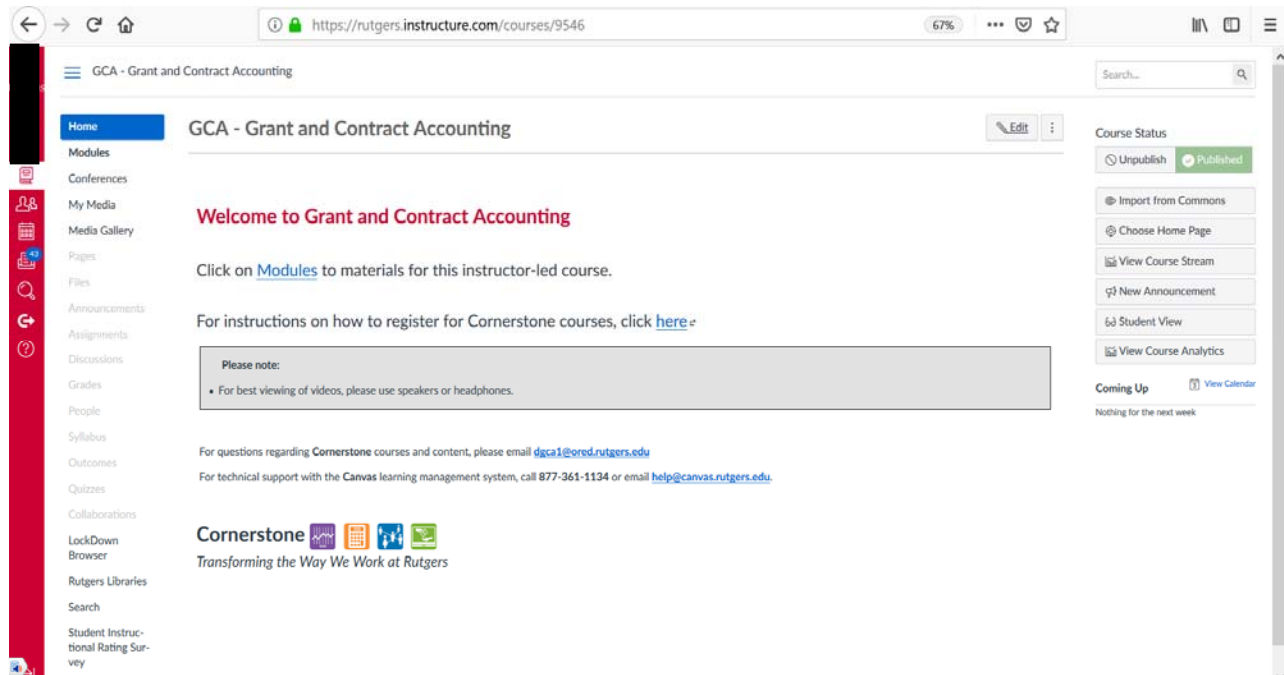 https://rutgers.instructure.com/courses/9546
67%
GCA - Grant and Contract Accounting
Search...
s
43
Home
Modules
Conferences
My Media
Media Gallery
Pages
Files
Announcements
Assignments
Discussions
Grades
People
Syllabus
Outcomes
Quizzes
Collaborations
LockDown
Browser
Rutgers Libraries
Search
Student Instruc-
tional Rating Sur-
vey
GCA - Grant and Contract Accounting
Edit
Welcome to Grant and Contract Accounting
Click on Modules to materials for this instructor-led course.
For instructions on how to register for Cornerstone courses, click here
Please note:
• For best viewing of videos, please use speakers or headphones.
For questions regarding Cornerstone courses and content, please email dgca1@ored.rutgers.edu
For technical support with the Canvas learning management system, call 877-361-1134 or email help@canvas.rutgers.edu.
Cornerstone
Transforming the Way We Work at Rutgers
Course Status
Unpublish Published
Import from Commons
Choose Home Page
View Course Stream
New Announcement
Student View
View Course Analytics
Coming Up View Calendar
Nothing for the next week